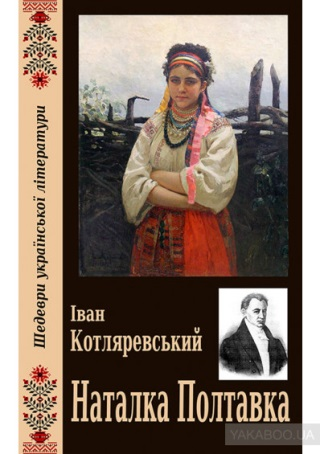 Шедеври української літератури
Іван
Котляревський
Наталка Полтавка
YAKABOO.UA